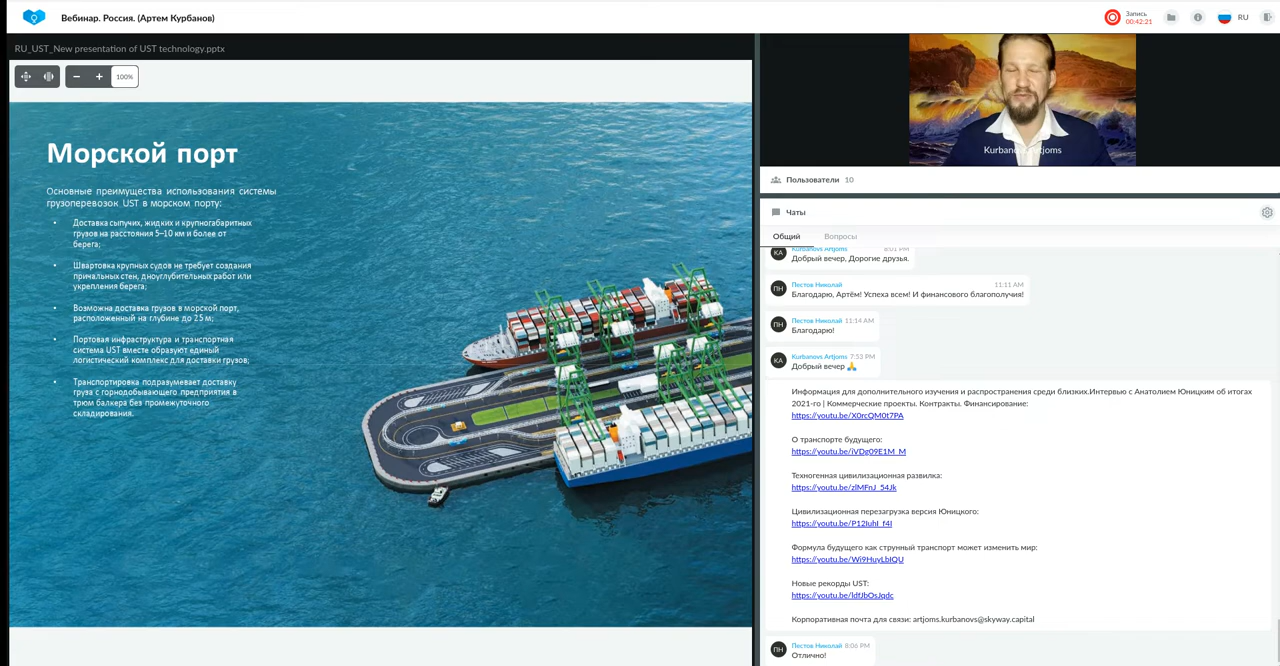 Вебинар. Россия. (Артем Курбанов)
Запись
00:42:21
RU
RU_UST_New presentation of UST technology.pptx
100%
Морской порт
Основные преимущества использования системы
грузоперевозок UST в морском порту:
• Доставка сыпучих, жидких и крупногабаритных
грузов на расстояния 5–10 км и более от
берега;
• Швартовка крупных судов не требует создания
причальных стен, дноуглубительных работ или
укрепления берега;
• Возможна доставка грузов в морской порт,
расположенный на глубине до 25 м;
• Портовая инфраструктура и транспортная
система UST вместе образуют единый
логистический комплекс для доставки грузов;
• Транспортировка подразумевает доставку
груза с горнодобывающего предприятия в
трюм балкера без промежуточного
складирования.
Kurbanovs Artjoms
Пользователи 10
Чаты
Общий Вопросы
KA
Kurbanovs Artjoms 8:01 PM
Добрый вечер, Дорогие друзья.
ПН
Пестов Николай 11:11 AM
Благодарю, Артём! Успеха всем! И финансового благополучия!
ПН
Пестов Николай 11:14 AM
Благодарю!
KA
Kurbanovs Artjoms 7:53 PM
Добрый вечер 🙏
Информация для дополнительного изучения и распространения среди близких.Интервью с Анатолием Юницким об итогах
2021-го | Коммерческие проекты. Контракты. Финансирование:
https://youtu.be/X0rcQM0t7PA
О транспорте будущего:
https://youtu.be/iVDg09E1M_M
Техногенная цивилизационная развилка:
https://youtu.be/zlMFnJ_54Jk
Цивилизационная перезагрузка версия Юницкого:
https://youtu.be/P12IuhI_f4I
Формула будущего как струнный транспорт может изменить мир:
https://youtu.be/Wi9HuyLbIQU
Новые рекорды UST:
https://youtu.be/ldfJbOsJqdc
Корпоративная почта для связи: artjoms.kurbanovs@skyway.capital
ПН
Пестов Николай 8:06 PM
Отлично!